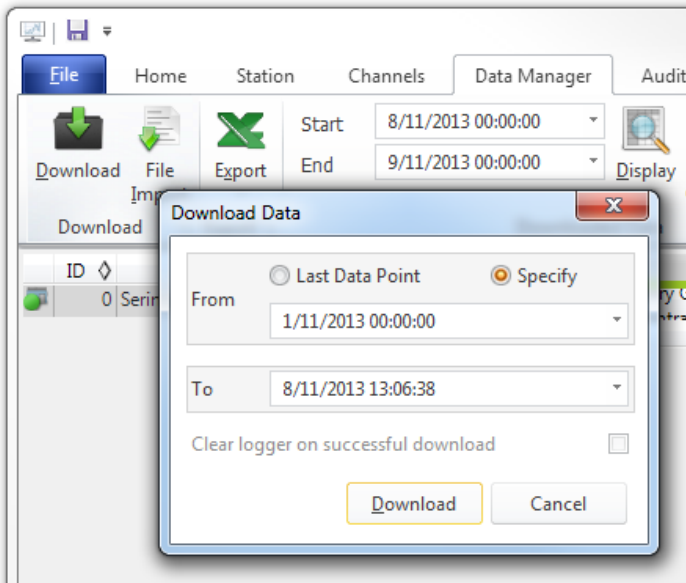 File Home Station Channels Data Manager Audit
Start 8/11/2013 00:00:00
Download File Export End 9/11/2013 00:00:00 Display
Download
Download Data
ID
0
Last Data Point Specify
From
1/11/2013 00:00:00
To 8/11/2013 13:06:38
Clear logger on successful download
Download Cancel